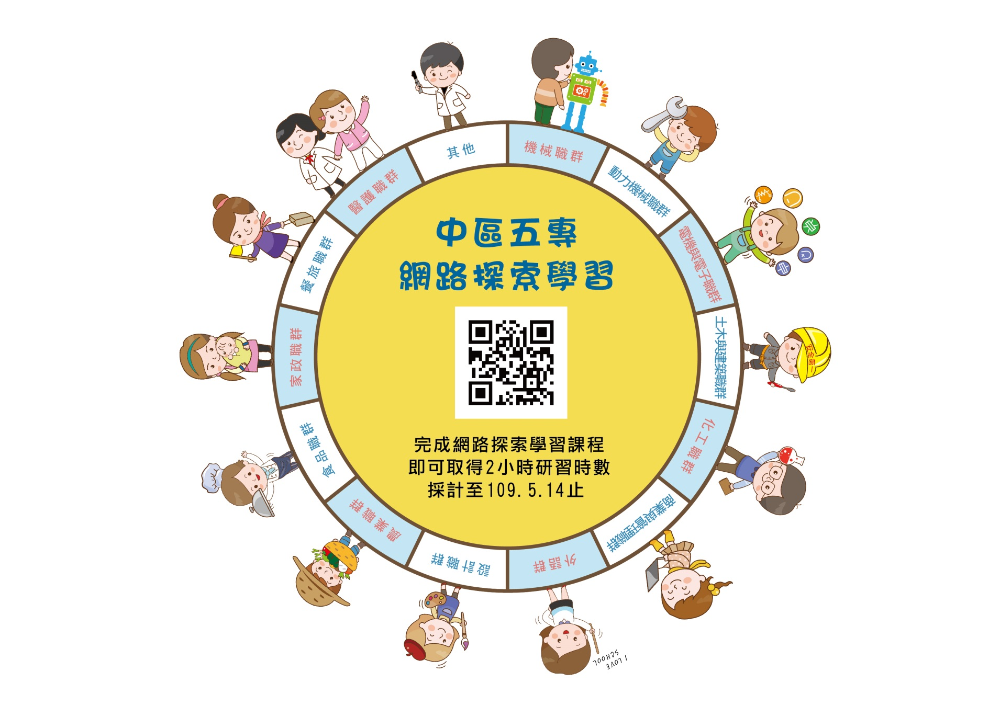 中區五專
網路探索學習
完成網路探索學習課程
即可取得2小時研習時數
採計至109.5.14止
機械職群
動力機械職群
電機與電子職群
土木與建築職群
化工職群
商業與管理職群
外語群
設計職群
農業職群
食品職群
家政職群
餐旅職群
醫護職群
其他
安全第一
I LOVE
SCHOOL